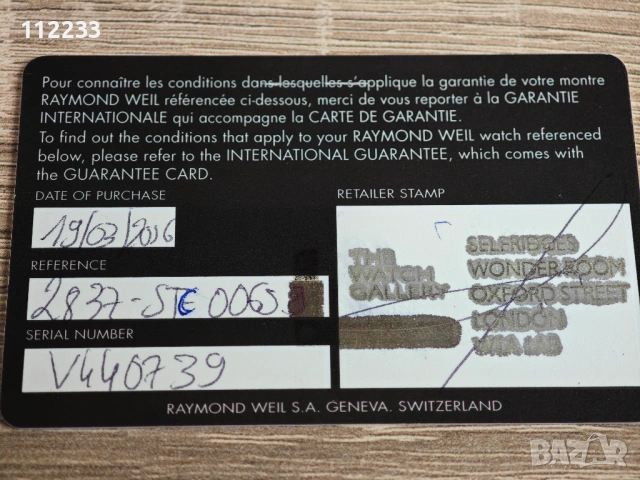 112233
Pour connaître les conditions dans lesquelles s'applique la garantie de votre montre
RAYMOND WEIL référencée ci-dessous, merci de vous reporter à la GARANTIE
INTERNATIONALE qui accompagne la CARTE DE GARANTIE.
To find out the conditions that apply to your RAYMOND WEIL watch referenced
below, please refer to the INTERNATIONAL GUARANTEE, which comes with
the GUARANTEE CARD.
DATE OF PURCHASE
19/03/2016
REFERENCE
2837-STC 0065
SERIAL NUMBER
V440739
RETAILER STAMP
THE
WATCH
GALLERY
SELFRIDGES
WONDER ROOM
OXFORD STREET
LONDON
W1A 1AB
RAYMOND WEIL S.A. GENEVA. SWITZERLAND
BAZAR